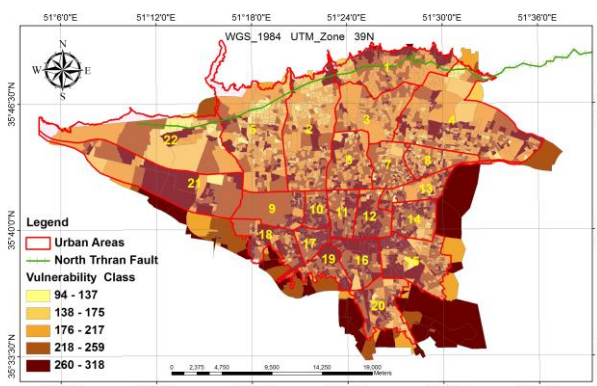 51°6'0"E 51°12'0"E 51°18'0"E 51°24'0"E 51°30'0"E 51°36'0"E
WGS_1984 UTM_Zone 39N
N
W E
S
35°46'30"N
35°40'0"N
35°33'30"N
1
2
3
4
5
6
7
8
22
21
13
9
10
11
12
14
18
17
19
16
15
20
Legend
Urban Areas
North Trhran Fault
Vulnerability Class
94 - 137
138 - 175
176 - 217
218 - 259
260 - 318
0 2,375 4,750 9,500 14,250 19,000
Meters